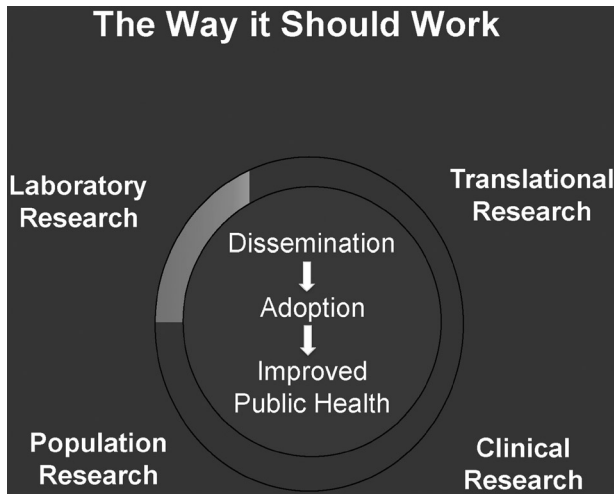 The Way it Should Work
Laboratory
Research
Translational
Research
Dissemination
Adoption
Improved
Public Health
Population
Research
Clinical
Research